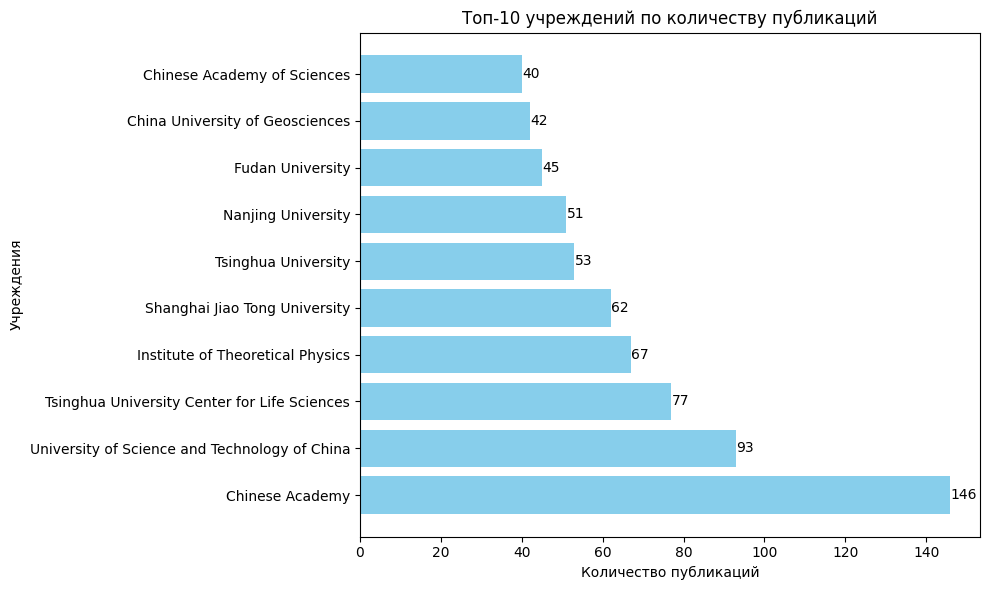 Топ-10 учреждений по количеству публикаций
Учреждения
Chinese Academy of Sciences 40
China University of Geosciences 42
Fudan University 45
Nanjing University 51
Tsinghua University 53
Shanghai Jiao Tong University 62
Institute of Theoretical Physics 67
Tsinghua University Center for Life Sciences 77
University of Science and Technology of China 93
Chinese Academy 146
0 20 40 60 80 100 120 140
Количество публикаций